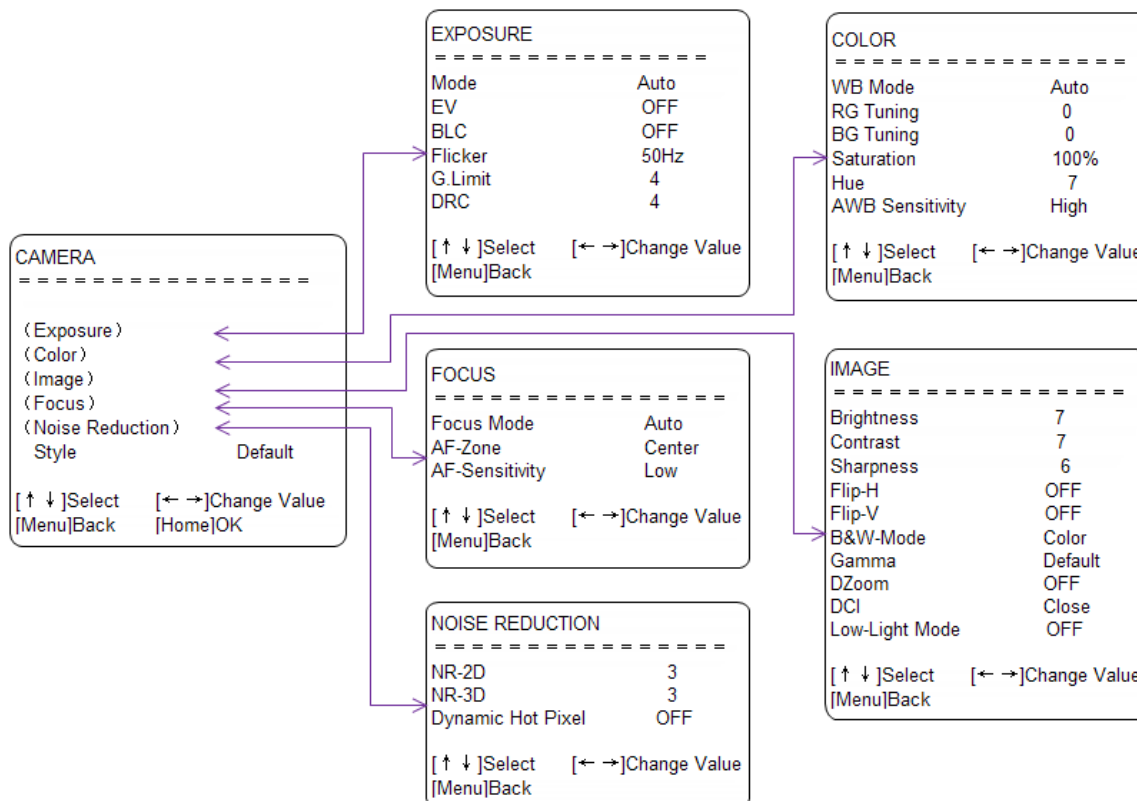 CAMERA
= = = = = = = = = = = = = = = =
(Exposure)
(Color)
(Image)
(Focus)
(Noise Reduction)
Style Default
[↑ ↓]Select [← →]Change Value
[Menu]Back [Home]OK
EXPOSURE
= = = = = = = = = = = = = = =
Mode Auto
EV OFF
BLC OFF
Flicker 50Hz
G.Limit 4
DRC 4
[↑ ↓]Select [← →]Change Value
[Menu]Back
FOCUS
= = = = = = = = = = = = = = = =
Focus Mode Auto
AF-Zone Center
AF-Sensitivity Low
[↑ ↓]Select [← →]Change Value
[Menu]Back
NOISE REDUCTION
= = = = = = = = = = = = = = = =
NR-2D 3
NR-3D 3
Dynamic Hot Pixel OFF
[↑ ↓]Select [← →]Change Value
[Menu]Back
COLOR
= = = = = = = = = = = = = = = =
WB Mode Auto
RG Tuning 0
BG Tuning 0
Saturation 100%
Hue 7
AWB Sensitivity High
[↑ ↓]Select [← →]Change Value
[Menu]Back
IMAGE
= = = = = = = = = = = = = = = =
Brightness 7
Contrast 7
Sharpness 6
Flip-H OFF
Flip-V OFF
B&W-Mode Color
Gamma Default
DZoom OFF
DCI Close
Low-Light Mode OFF
[↑ ↓]Select [← →]Change Value
[Menu]Back